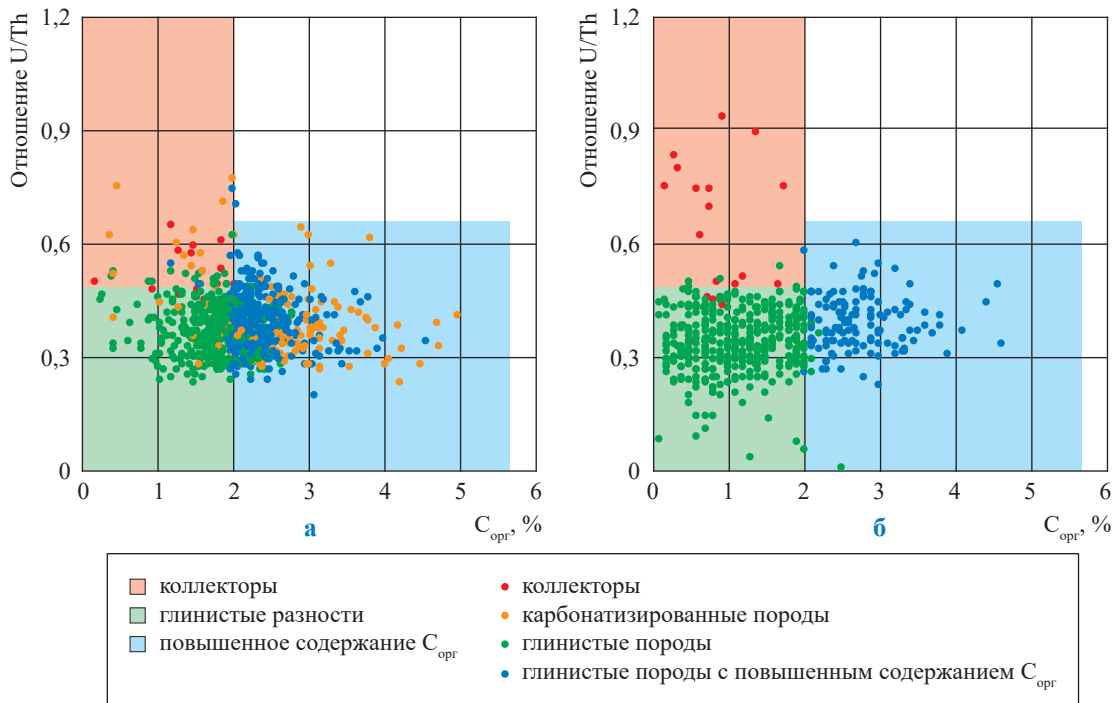 Отношение U/Th
1,2
0,9
0,6
0,3
0
0 1 2 3 4 5 6
а
Сорг, %
Отношение U/Th
1,2
0,9
0,6
0,3
0
0 1 2 3 4 5 6
б
Сорг, %
коллекторы
глинистые разности
повышенное содержание Сорг
коллекторы
карбонатизированные породы
глинистые породы
глинистые породы с повышенным содержанием Сорг